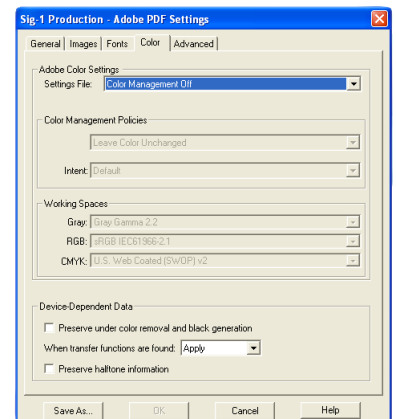 Sig-1 Production - Adobe PDF Settings
General Images Fonts Color Advanced
Adobe Color Settings
Settings File: Color Management Off
Color Management Policies
Leave Color Unchanged
Intent: Default
Working Spaces
Gray: Gray Gamma 2.2
RGB: sRGB IEC61966-2.1
CMYK: U.S. Web Coated (SWOP) v2
Device-Dependent Data
Preserve under color removal and black generation
When transfer functions are found: Apply
Preserve halftone information
Save As... OK Cancel Help